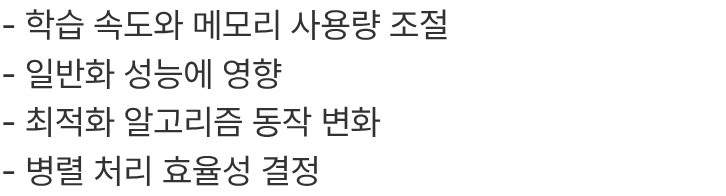 - 학습 속도와 메모리 사용량 조절
- 일반화 성능에 영향
- 최적화 알고리즘 동작 변화
- 병렬 처리 효율성 결정